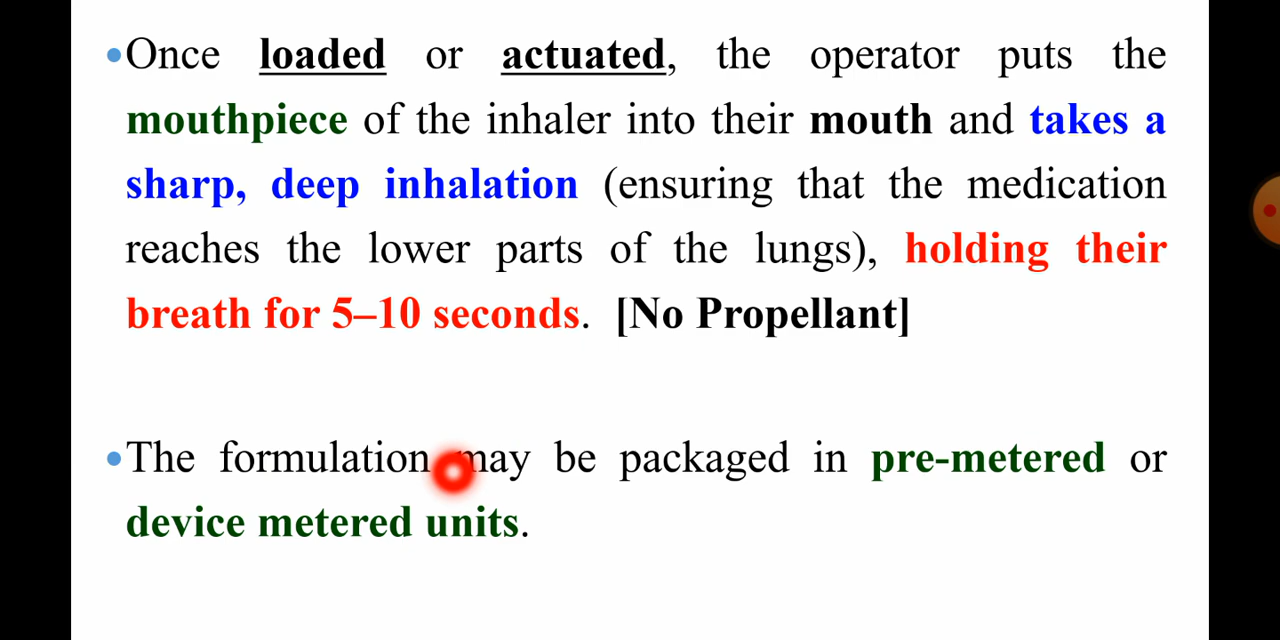 •Once loaded or actuated, the operator puts the
mouthpiece of the inhaler into their mouth and takes a
sharp, deep inhalation (ensuring that the medication
reaches the lower parts of the lungs), holding their
breath for 5–10 seconds. [No Propellant]
•The formulation may be packaged in pre-metered or
device metered units.